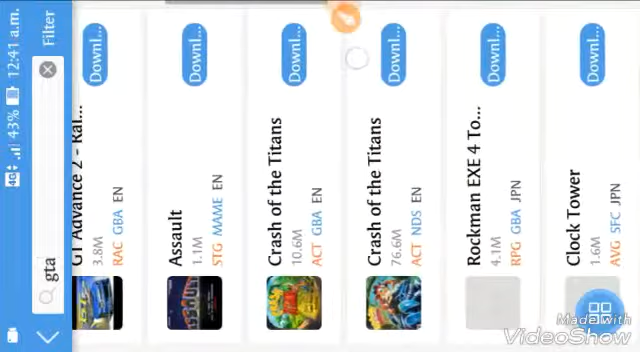 4G 43% 12:41 a.m.
gta
Filter
GT Advance 2 - Ral...
3.8M
RAC GBA EN
Assault
1.1M
STG MAME EN
Downl...
Crash of the Titans
10.6M
ACT GBA EN
Downl...
Crash of the Titans
76.6M
ACT NDS EN
Downl...
Rockman EXE 4 To...
4.1M
RPG GBA JPN
Downl...
Clock Tower
1.6M
AVG SFC JPN
Downl...
Downl...
Made with
VideoShow